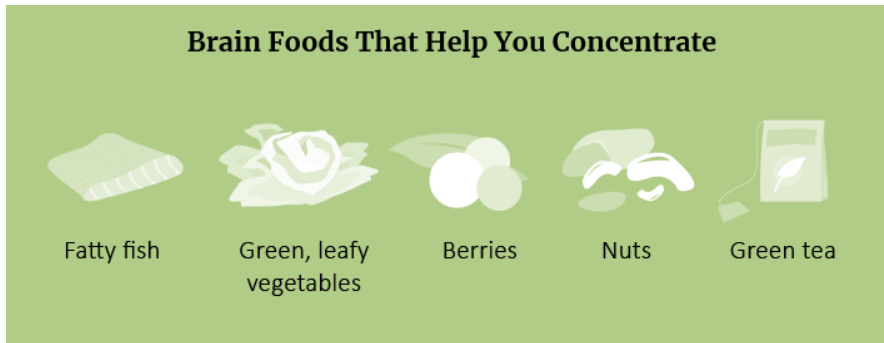 Brain Foods That Help You Concentrate
Fatty fish
Green, leafy
vegetables
Berries
Nuts
Green tea